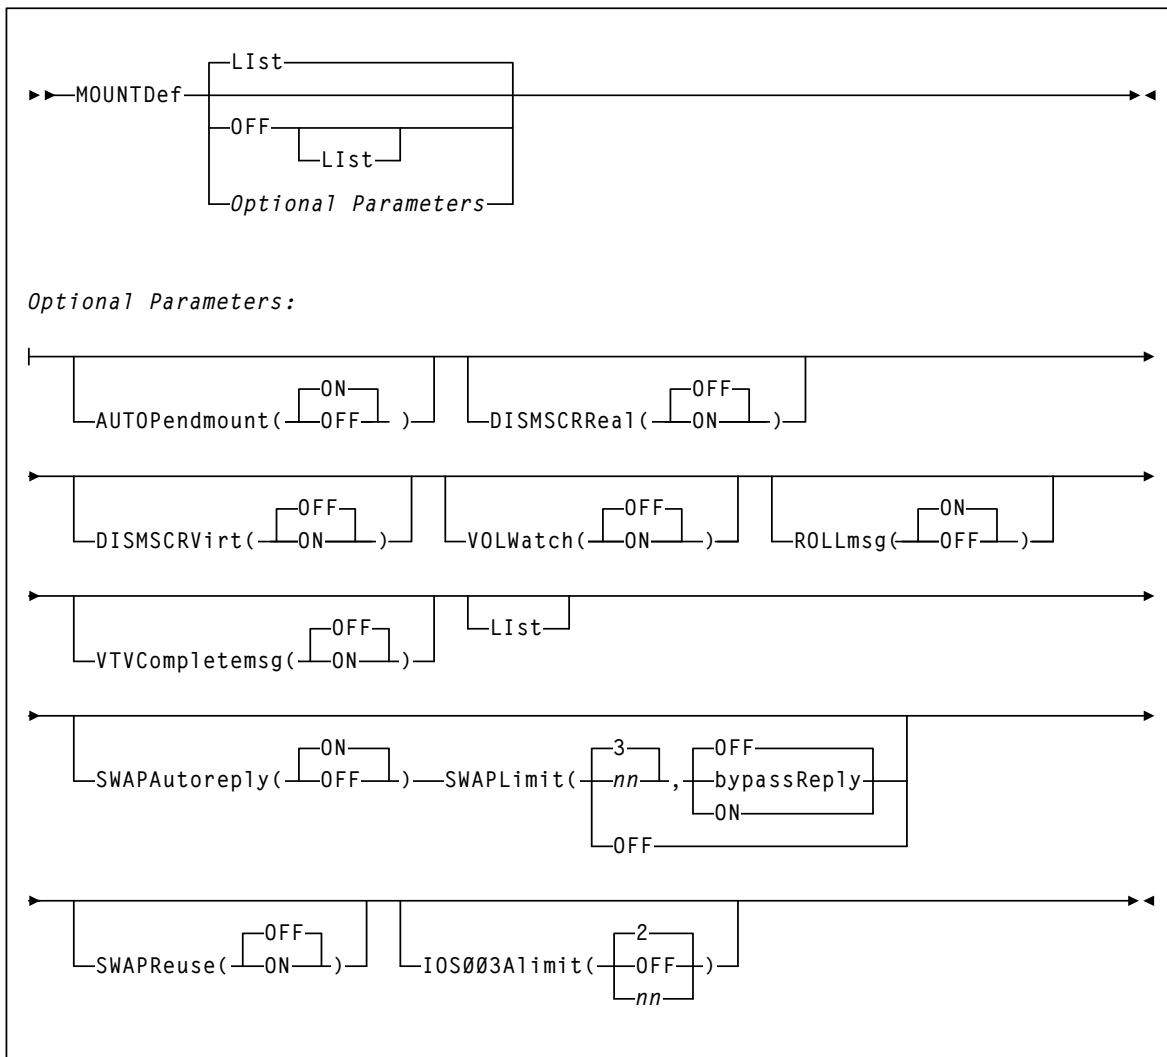 LIst
MOUNTDef
OFF
LIst
Optional Parameters
Optional Parameters:
ON
AUTOPendmount( OFF )
OFF
DISMSCRReal( ON )
OFF
DISMSCRVirt( ON )
OFF
VOLWatch( ON )
ON
ROLLmsg( OFF )
OFF
VTVCompletemsg( ON )
LIst
ON
SWAPAutoreply( OFF )
3
SWAPLimit( nn ,
OFF
bypassReply
ON
OFF
)
OFF
SWAPReuse( ON )
2
IOSØØ3Alimit( OFF )
nn